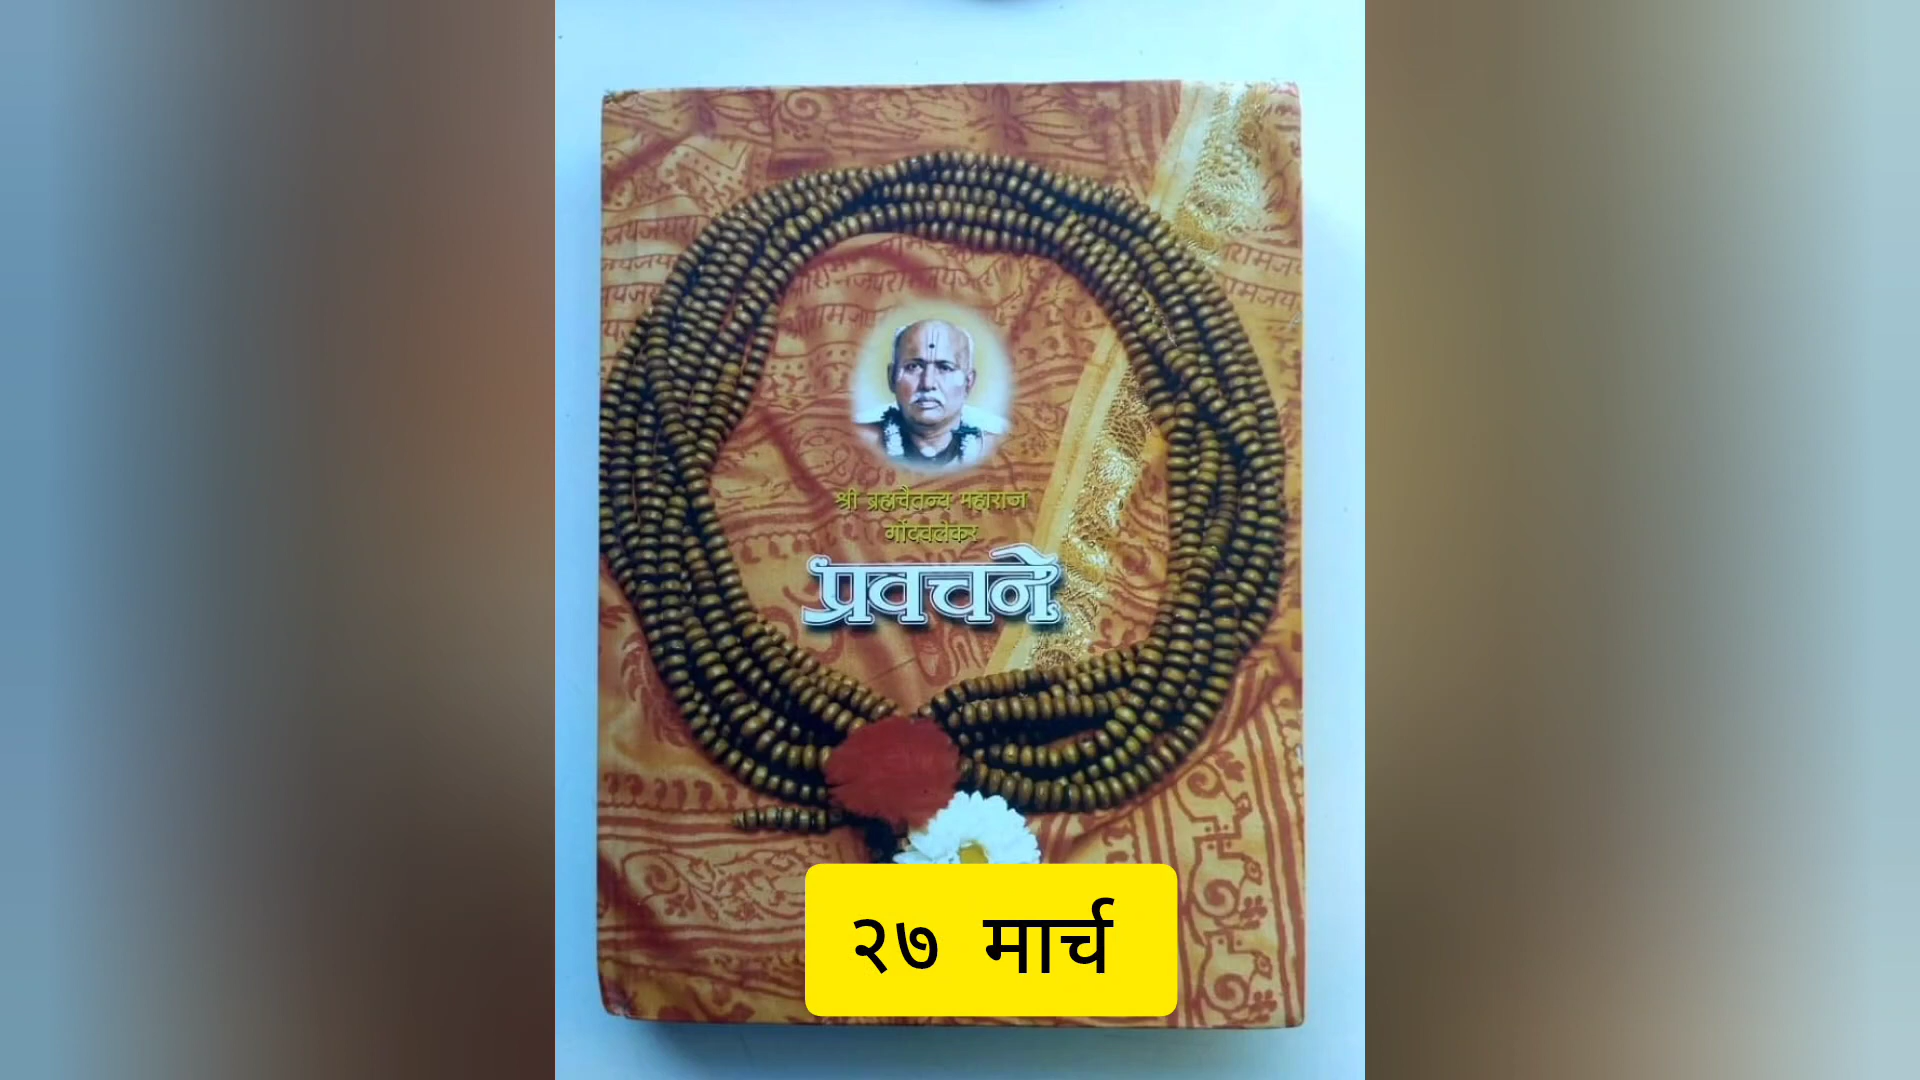 श्री ब्रह्मचैतन्य महाराज
गोंदवलेकर
प्रवचने
२७ मार्च